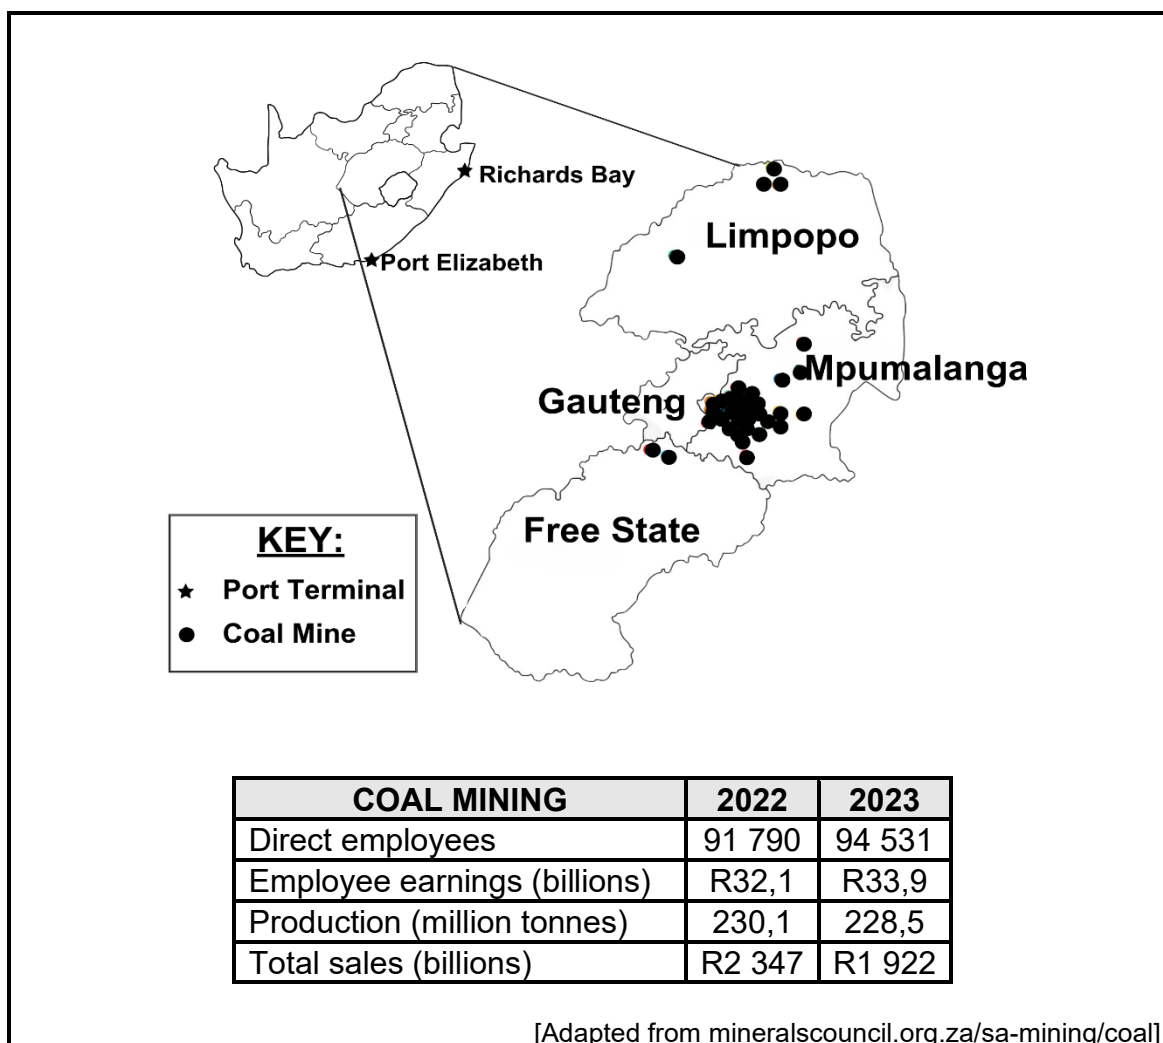 Richards Bay
Port Elizabeth
Limpopo
Mpumalanga
Gauteng
Free State
KEY:
Port Terminal
Coal Mine
COAL MINING 2022 2023
Direct employees 91 790 94 531
Employee earnings (billions) R32,1 R33,9
Production (million tonnes) 230,1 228,5
Total sales (billions) R2 347 R1 922
[Adapted from mineralscouncil.org.za/sa-mining/coal]